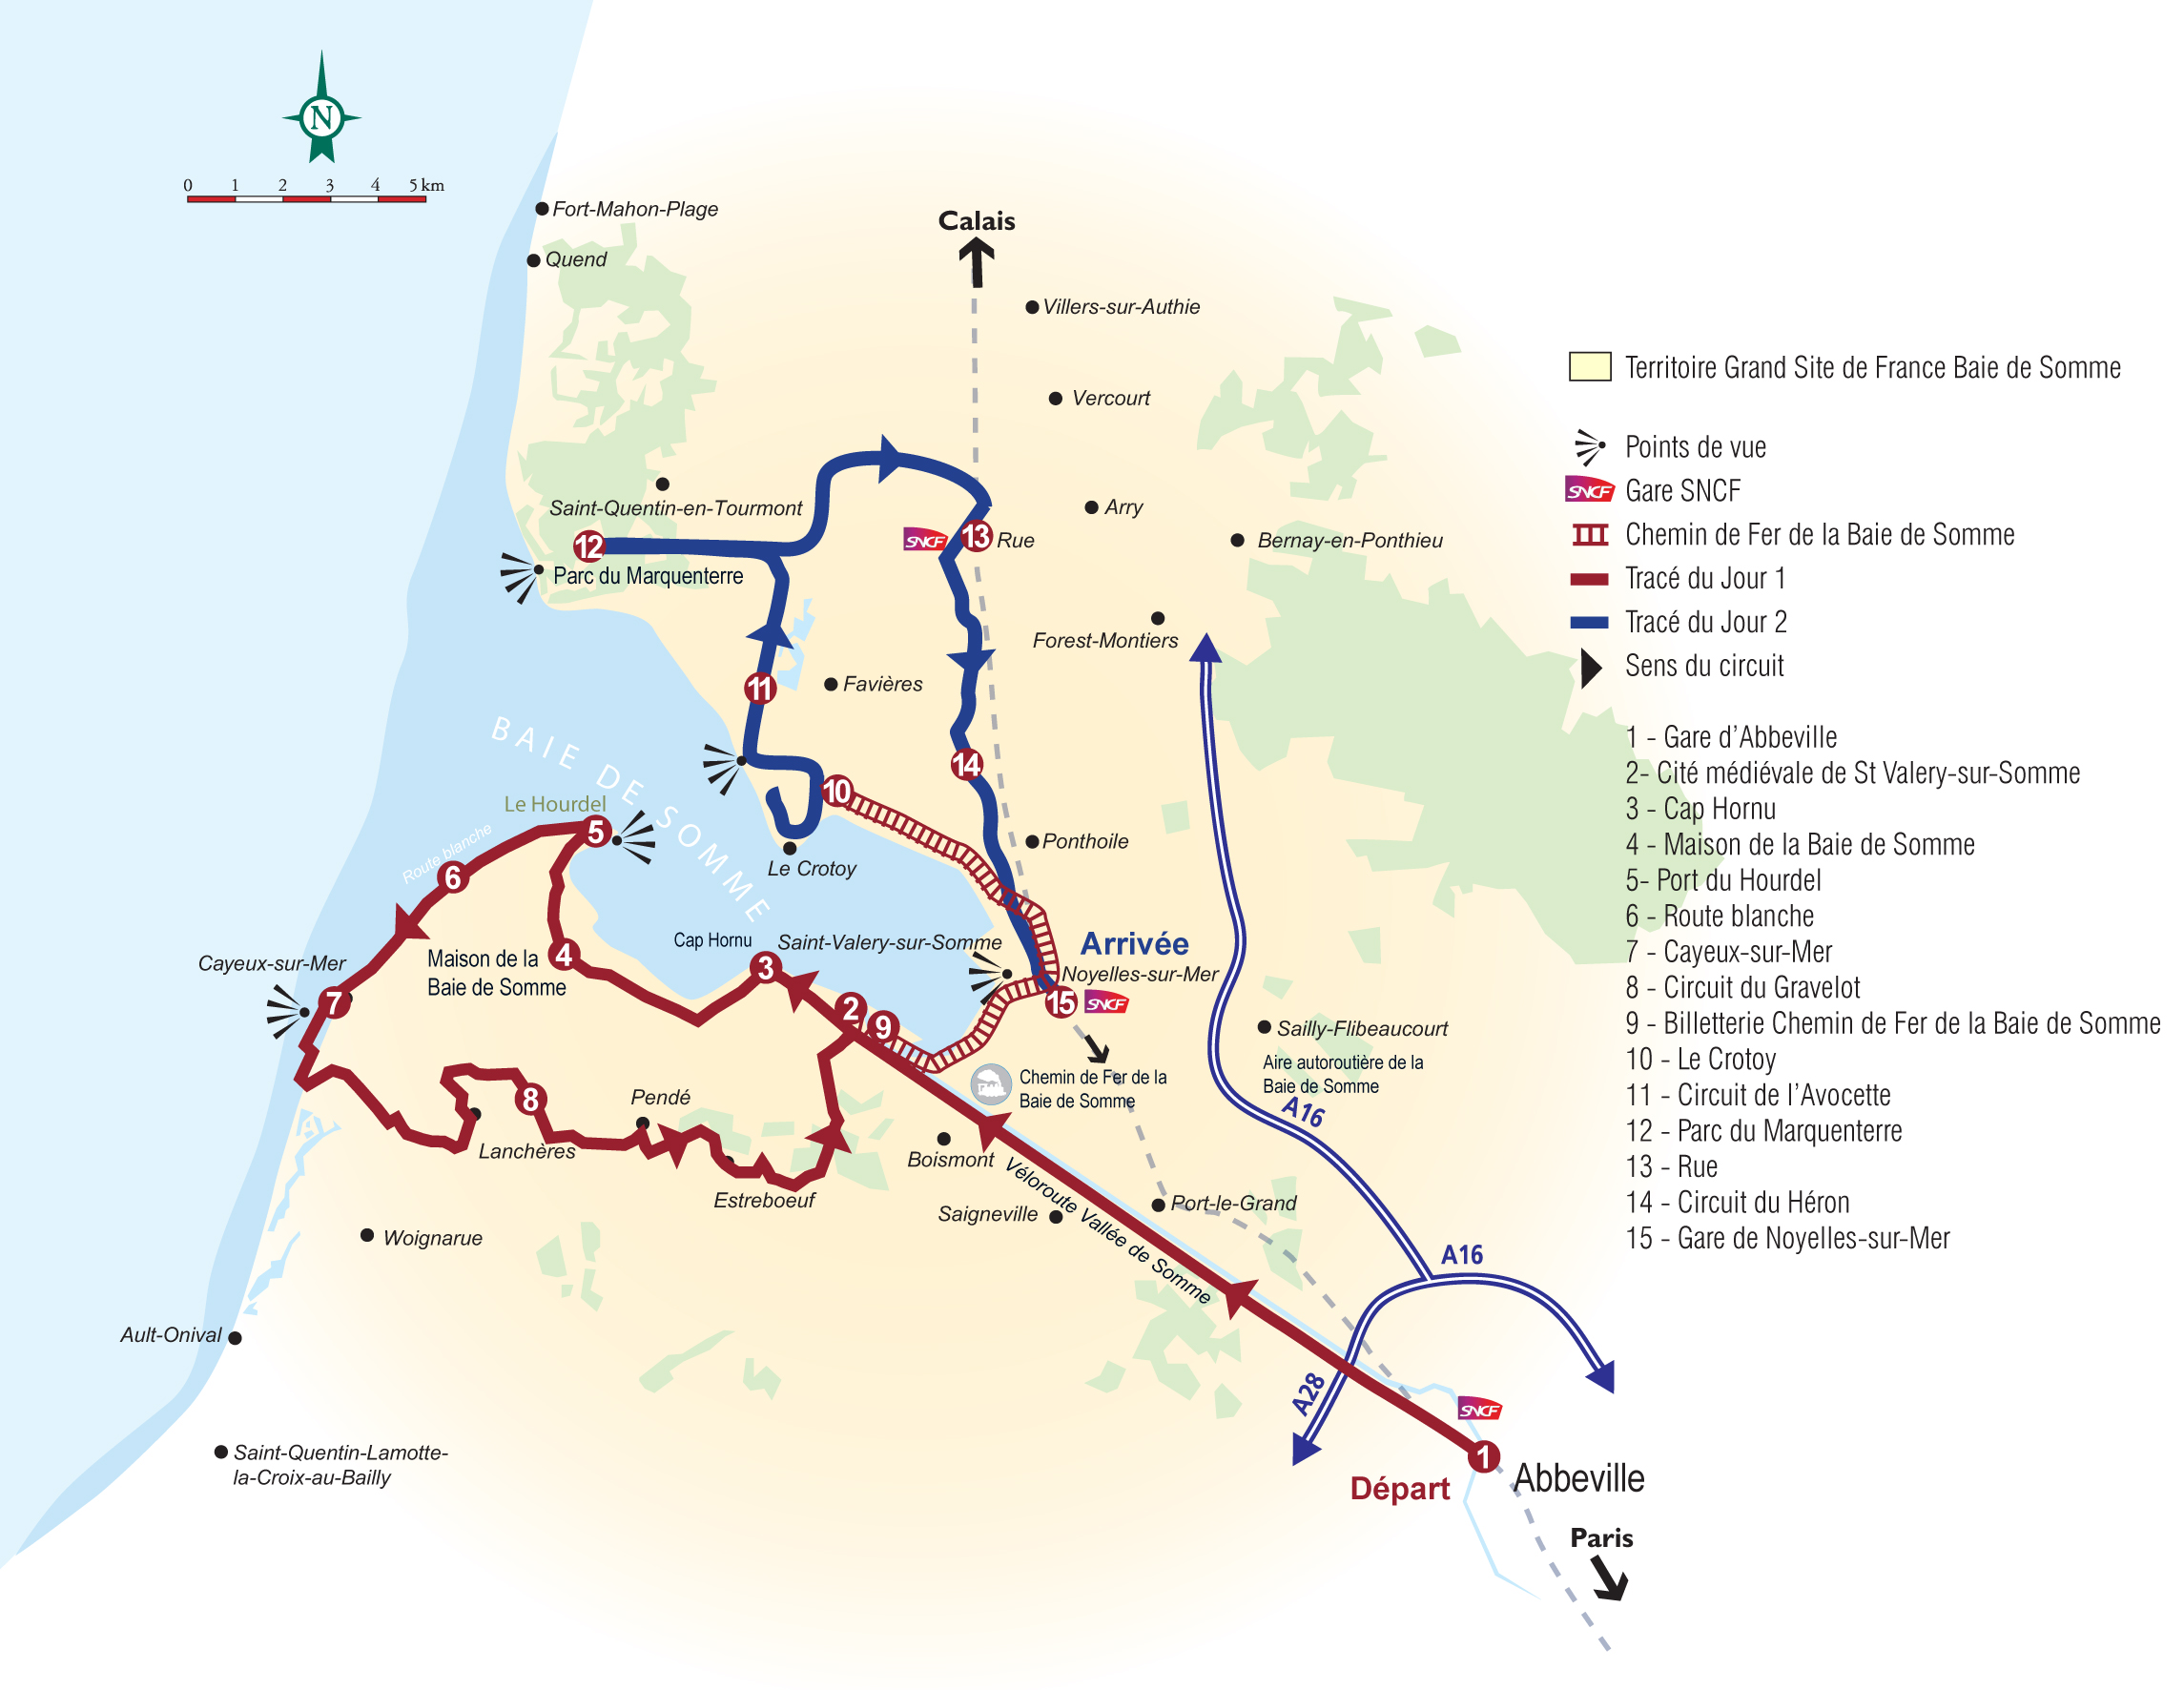 N
0 1 2 3 4 5 km
Fort-Mahon-Plage
Quend
Calais
Villers-sur-Authie
Vercourt
Saint-Quentin-en-Tourmont
Arry
12
SNCF
13
Rue
Bernay-en-Ponthieu
Parc du Marquenterre
Forest-Montiers
11
Favières
BAIE DE SOMME
14
10
Le Hourdel
5
Route blanche
6
Ponthoile
Le Crotoy
Cap Hornu
Saint-Valery-sur-Somme
Arrivée
Noyelles-sur-Mer
15
SNCF
Cayeux-sur-Mer
Maison de la
Baie de Somme
4
3
7
2
9
Sailly-Flibeaucourt
Aire autoroutière de la
Baie de Somme
A16
Chemin de Fer de la
Baie de Somme
8
Pendé
Lanchères
Estreboeuf
Boismont
Véloroute Vallée de Somme
Saigneville
Port-le-Grand
Woignarue
A16
Ault-Onival
A28
SNCF
1
Abbeville
Départ
Saint-Quentin-Lamotte-
la-Croix-au-Bailly
Paris
Territoire Grand Site de France Baie de Somme
Points de vue
SNCF Gare SNCF
Chemin de Fer de la Baie de Somme
Tracé du Jour 1
Tracé du Jour 2
Sens du circuit
1 - Gare d'Abbeville
2- Cité médiévale de St Valery-sur-Somme
3 - Cap Hornu
4 - Maison de la Baie de Somme
5- Port du Hourdel
6 - Route blanche
7 - Cayeux-sur-Mer
8 - Circuit du Gravelot
9 - Billetterie Chemin de Fer de la Baie de Somme
10 - Le Crotoy
11 - Circuit de l'Avocette
12 - Parc du Marquenterre
13 - Rue
14 - Circuit du Héron
15 - Gare de Noyelles-sur-Mer